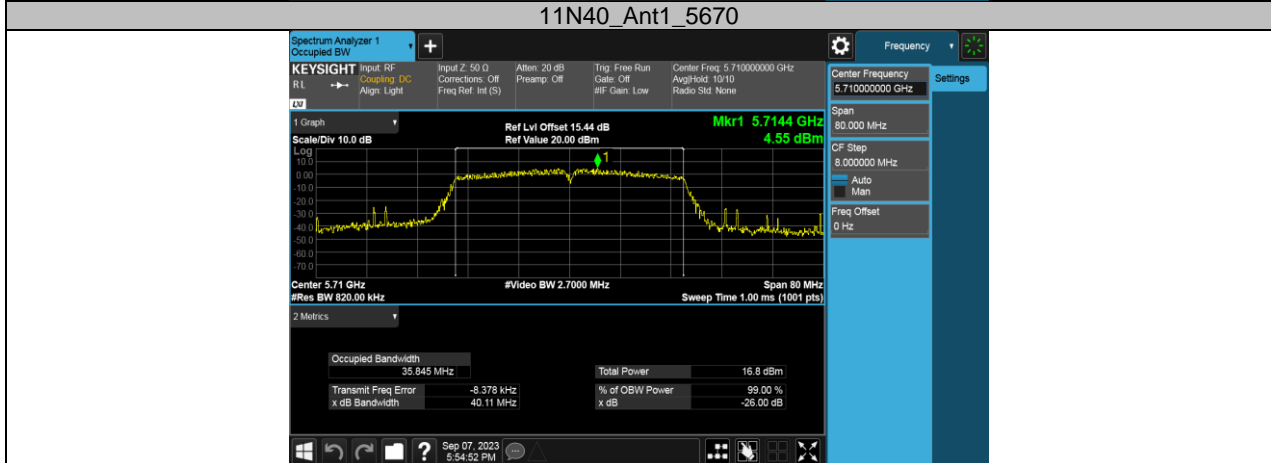 11N40_Ant1_5670
Spectrum Analyzer 1
Occupied BW
+
Frequency
KEYSIGHT
RL
LXI
Input: RF
Coupling: DC
Align: Light
Input Z: 50 Ω
Corrections: Off
Freq Ref: Int (S)
Atten: 20 dB
Preamp: Off
Trig: Free Run
Gate: Off
#IF Gain: Low
Center Freq: 5.710000000 GHz
Avg|Hold: 10/10
Radio Std: None
Center Frequency
5.710000000 GHz
Settings
Span
80.000 MHz
CF Step
8.000000 MHz
Auto
Man
Freq Offset
0 Hz
1 Graph
Scale/Div 10.0 dB
Ref Lvl Offset 15.44 dB
Ref Value 20.00 dBm
Mkr1 5.7144 GHz
4.55 dBm
Log
10.0
0.00
-10.0
-20.0
-30.0
-40.0
-50.0
-60.0
-70.0
1
Center 5.71 GHz
#Res BW 820.00 kHz
#Video BW 2.7000 MHz
Span 80 MHz
Sweep Time 1.00 ms (1001 pts)
2 Metrics
Occupied Bandwidth
35.845 MHz
Transmit Freq Error -8.378 kHz
x dB Bandwidth 40.11 MHz
Total Power 16.8 dBm
% of OBW Power 99.00 %
x dB -26.00 dB
?
Sep 07, 2023
5:54:52 PM